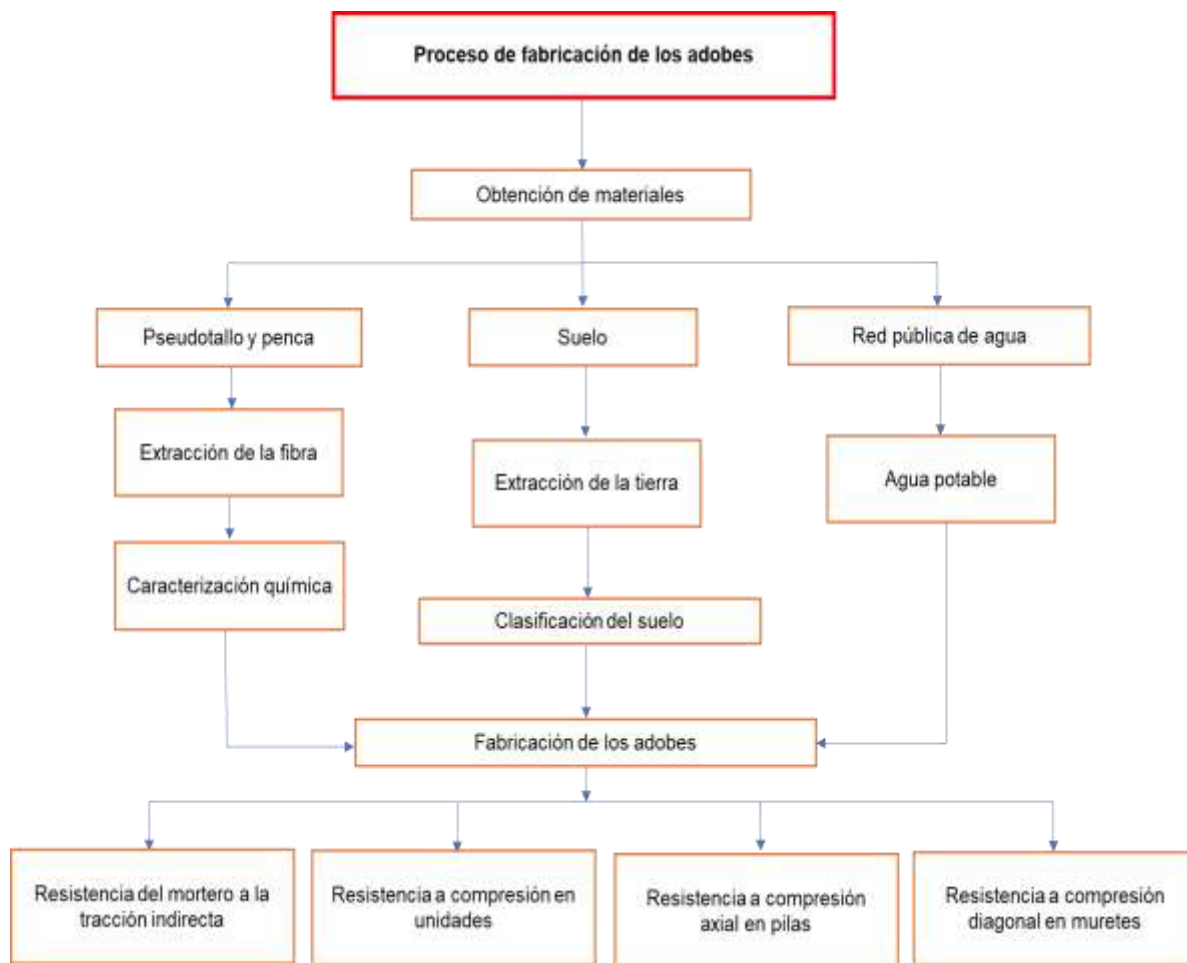 Proceso de fabricación de los adobes
Obtención de materiales
Pseudotallo y penca
Suelo
Red pública de agua
Extracción de la fibra
Extracción de la tierra
Agua potable
Caracterización química
Clasificación del suelo
Fabricación de los adobes
Resistencia del mortero a la
tracción indirecta
Resistencia a compresión en
unidades
Resistencia a compresión
axial en pilas
Resistencia a compresión
diagonal en muretes